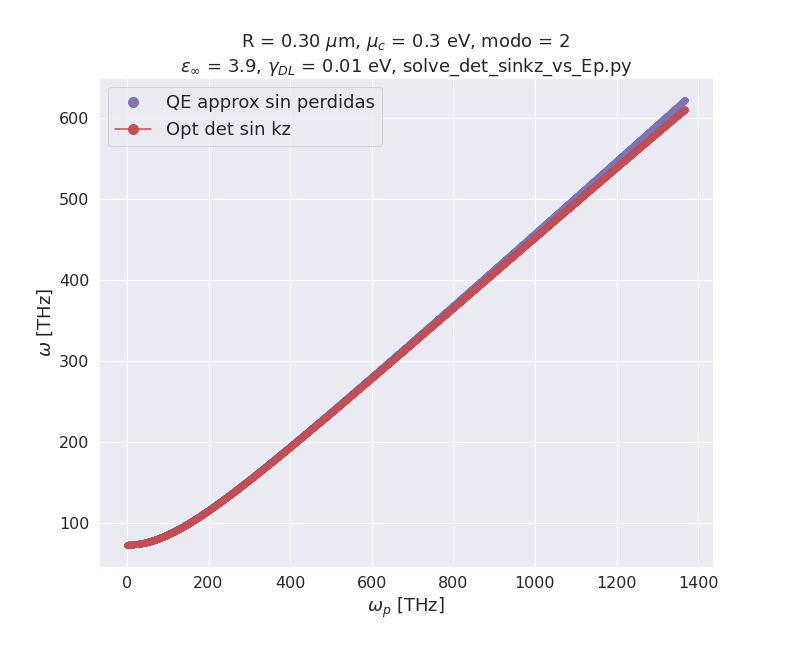 R = 0.30 μm, μ_c = 0.3 eV, modo = 2
ε_∞ = 3.9, γ_DL = 0.01 eV, solve_det_sinkz_vs_Ep.py
QE approx sin perdidas
Opt det sin kz
600
500
400
300
200
100
ω [THz]
0 200 400 600 800 1000 1200 1400
ω_p [THz]